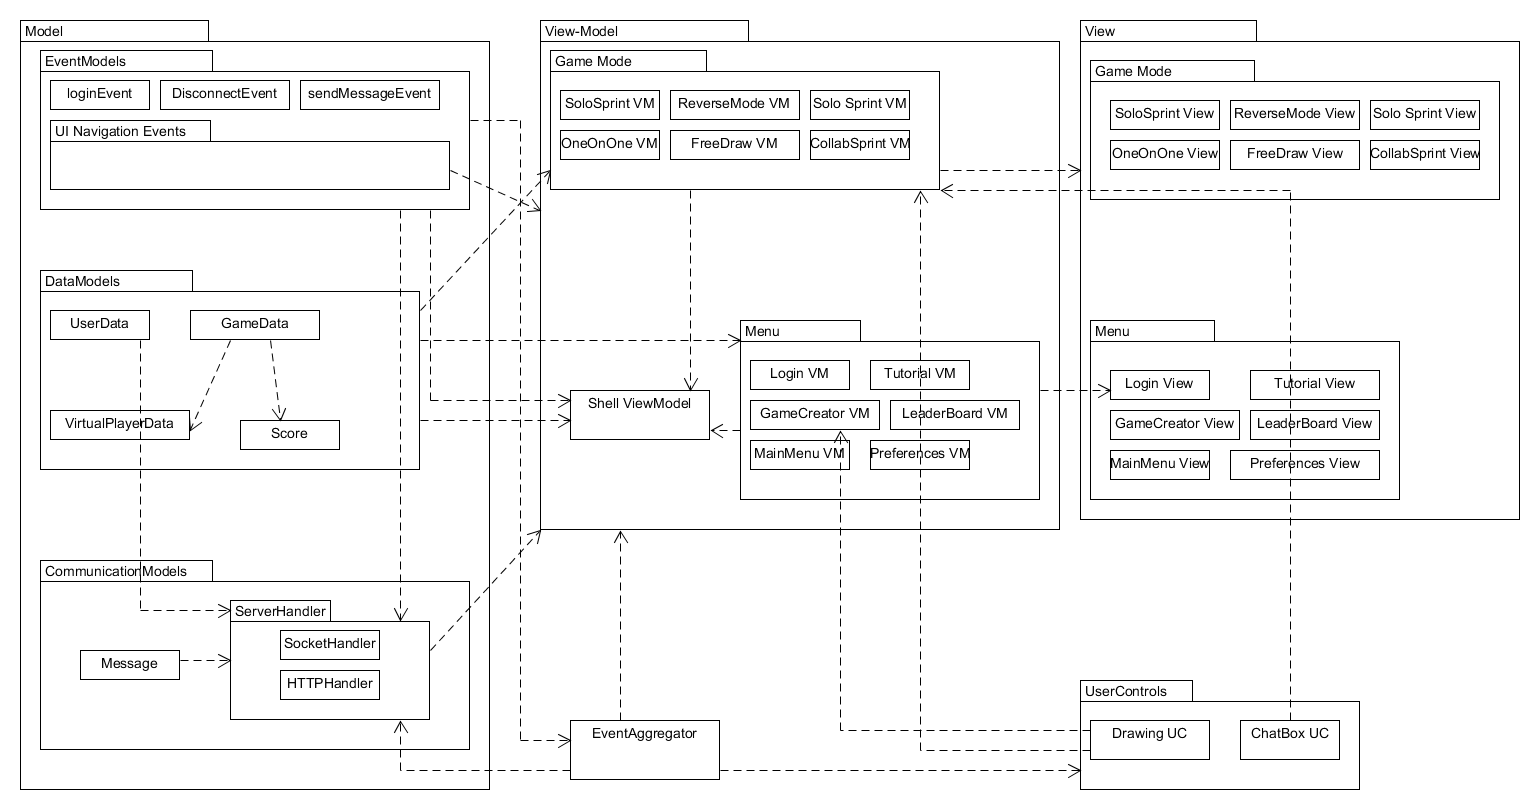 Model
EventModels
loginEvent
DisconnectEvent
sendMessageEvent
UI Navigation Events
DataModels
UserData
GameData
VirtualPlayerData
Score
CommunicationModels
ServerHandler
SocketHandler
Message
HTTPHandler
View-Model
Game Mode
SoloSprint VM
ReverseMode VM
Solo Sprint VM
OneOnOne VM
FreeDraw VM
CollabSprint VM
Shell ViewModel
Menu
Login VM
Tutorial VM
GameCreator VM
LeaderBoard VM
MainMenu VM
Preferences VM
EventAggregator
View
Game Mode
SoloSprint View
ReverseMode View
Solo Sprint View
OneOnOne View
FreeDraw View
CollabSprint View
Menu
Login View
Tutorial View
GameCreator View
LeaderBoard View
MainMenu View
Preferences View
UserControls
Drawing UC
ChatBox UC